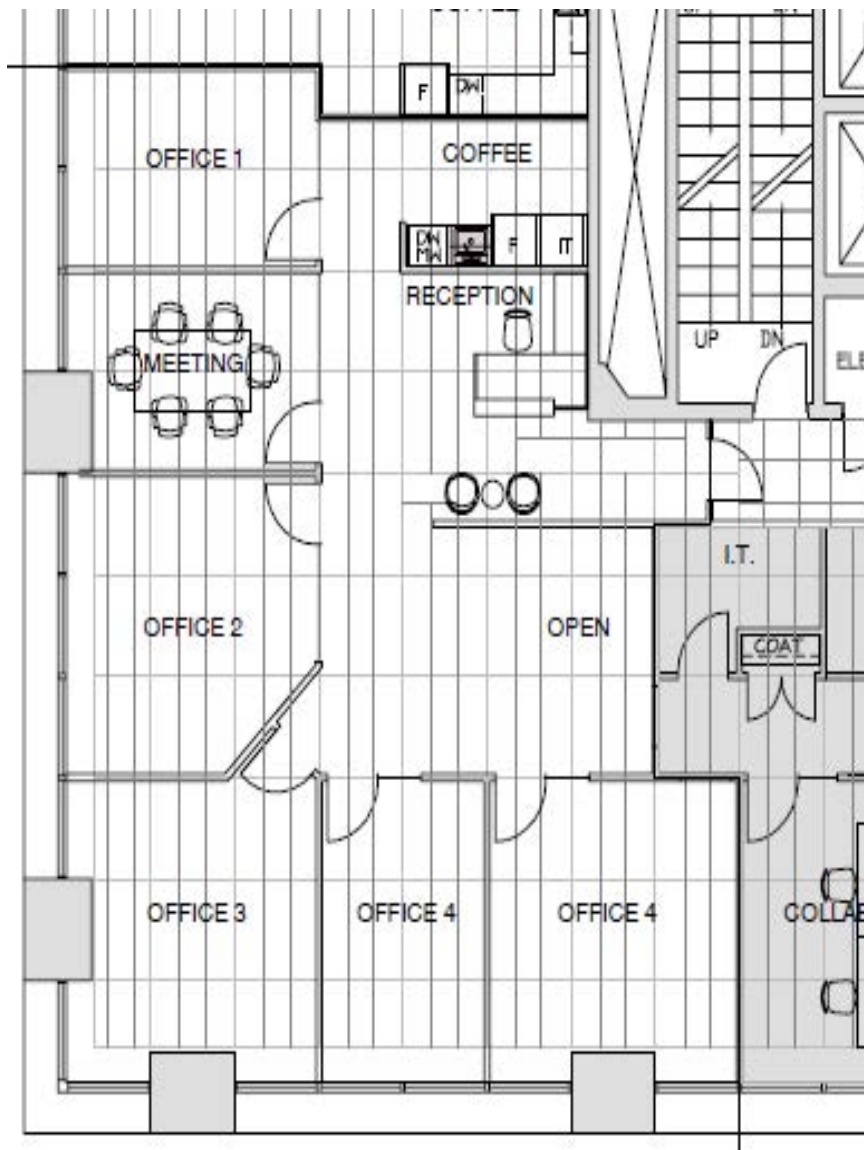 F
DW
OFFICE 1
COFFEE
DW
MW
F
IT
RECEPTION
MEETING
UP
DN
I.T.
OFFICE 2
OPEN
COAT
OFFICE 3
OFFICE 4
OFFICE 4